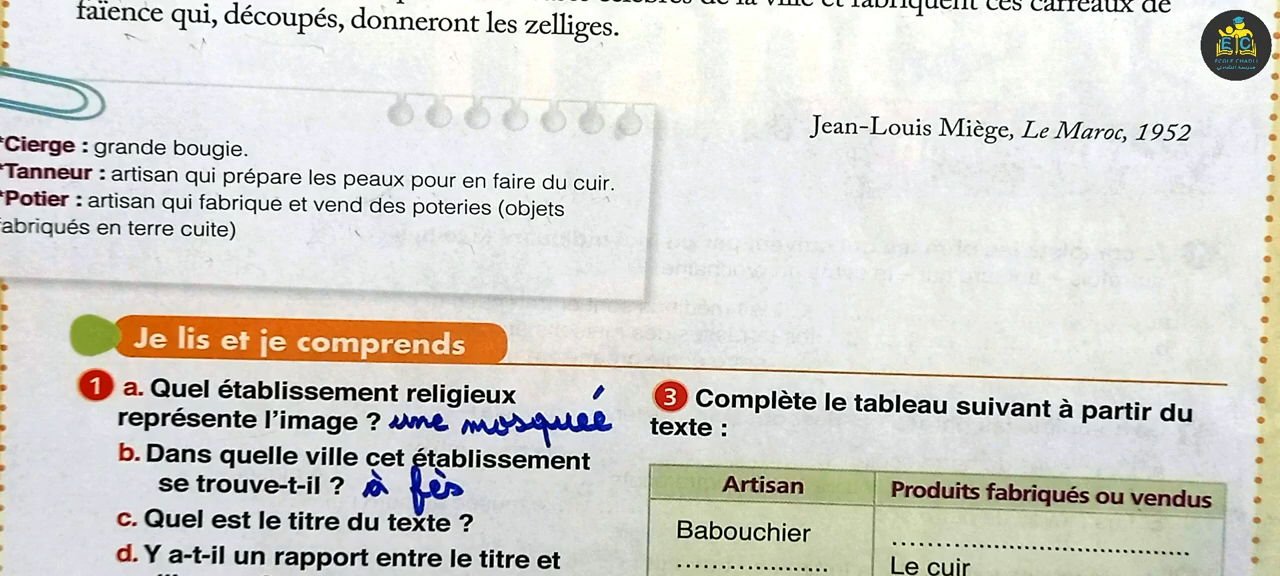 faïence qui, découpés, donneront les zelliges.
E C
ECOLE CHADLI
Jean-Louis Miège, Le Maroc, 1952
*Cierge : grande bougie.
*Tanneur : artisan qui prépare les peaux pour en faire du cuir.
*Potier : artisan qui fabrique et vend des poteries (objets
fabriqués en terre cuite)
Je lis et je comprends
1 a. Quel établissement religieux
représente l'image ? une mosqueé
b. Dans quelle ville cet établissement
se trouve-t-il ? à fès
c. Quel est le titre du texte ?
d. Y a-t-il un rapport entre le titre et
3 Complète le tableau suivant à partir du
texte :
Artisan Produits fabriqués ou vendus
Babouchier ....................................
.................... Le cuir